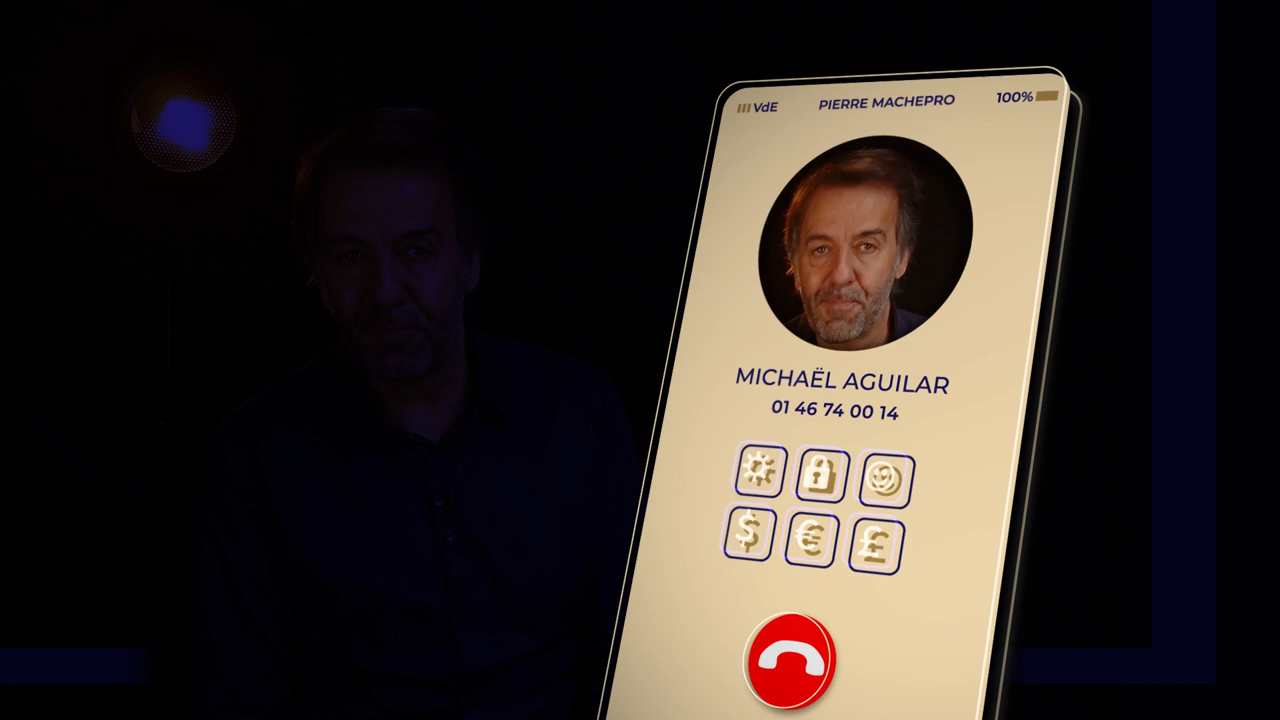 VdE PIERRE MACHEPRO 100%
MICHAËL AGUILAR
01 46 74 00 14
$ € £